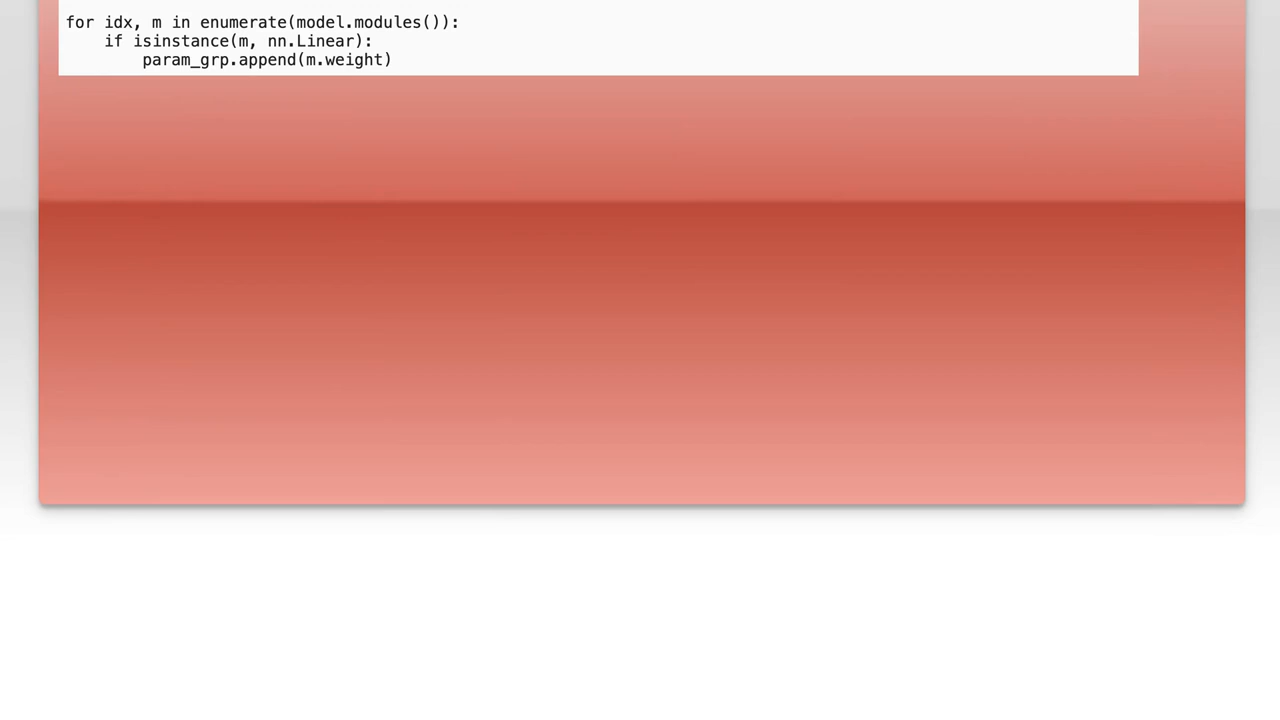 for idx, m in enumerate(model.modules()):
    if isinstance(m, nn.Linear):
        param_grp.append(m.weight)